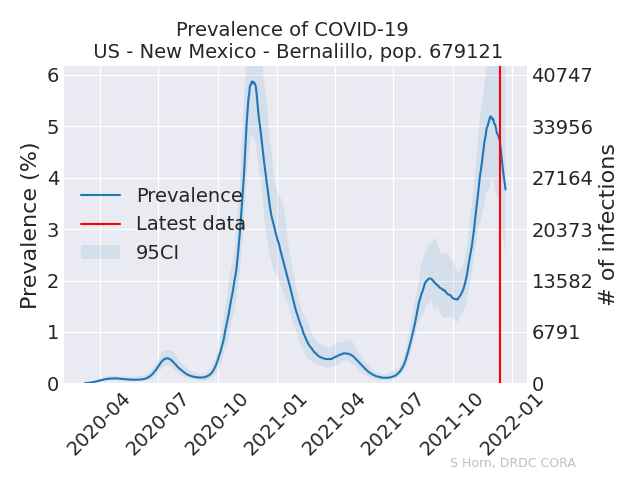 Prevalence of COVID-19
US - New Mexico - Bernalillo, pop. 679121
Prevalence (%)
6
5
4
3
2
1
0
40747
33956
27164
20373
13582
6791
0
# of infections
Prevalence
Latest data
95CI
2020-04
2020-07
2020-10
2021-01
2021-04
2021-07
2021-10
2022-01
S Horn, DRDC CORA